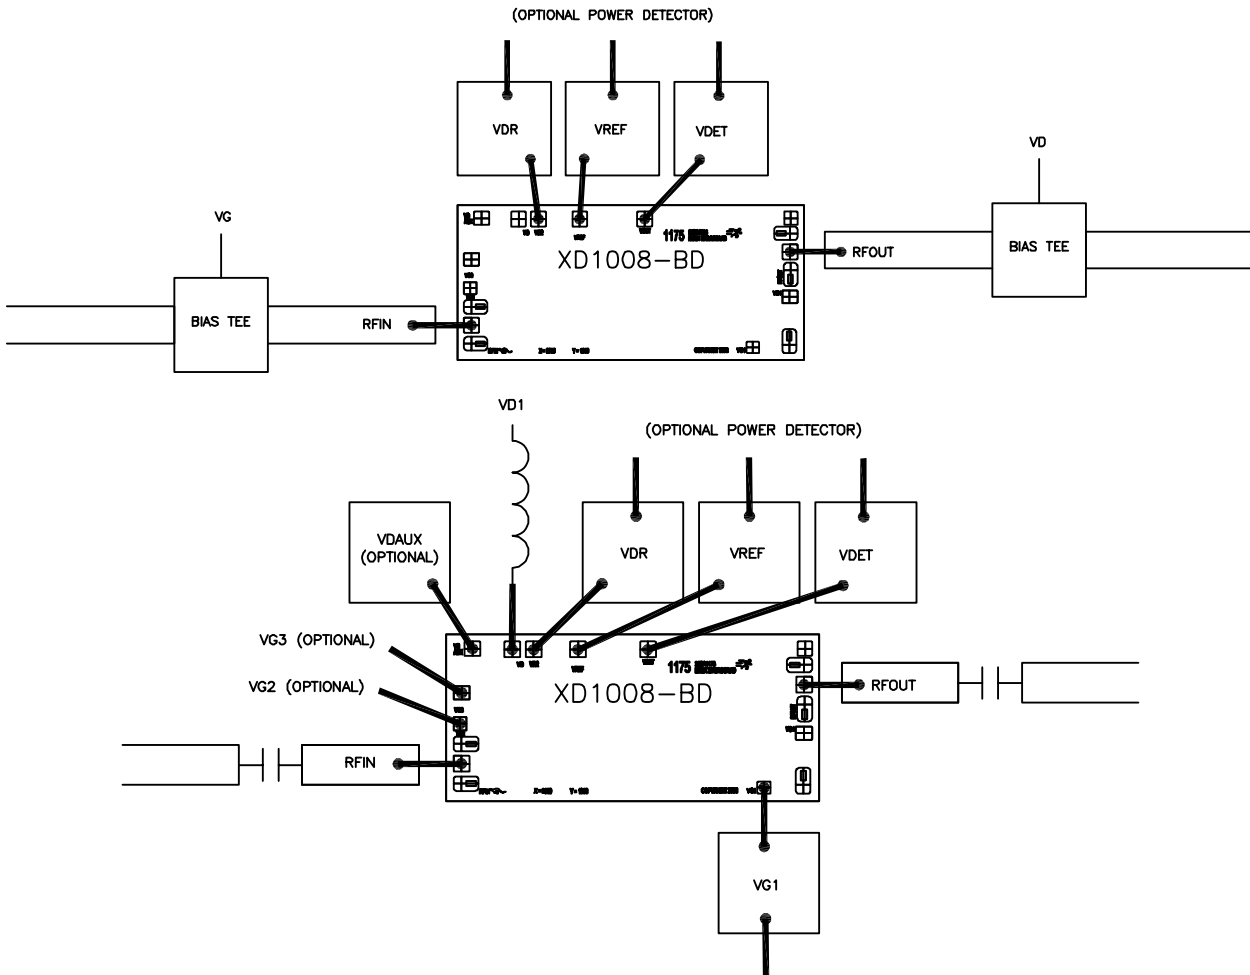 (OPTIONAL POWER DETECTOR)
VDR
VREF
VDET
VD
VG
BIAS TEE
RFOUT
1175
XD1008-BD
BIAS TEE
RFIN
VD1
(OPTIONAL POWER DETECTOR)
VDAUX
(OPTIONAL)
VDR
VREF
VDET
VG3 (OPTIONAL)
VG2 (OPTIONAL)
1175
XD1008-BD
RFOUT
RFIN
VG1